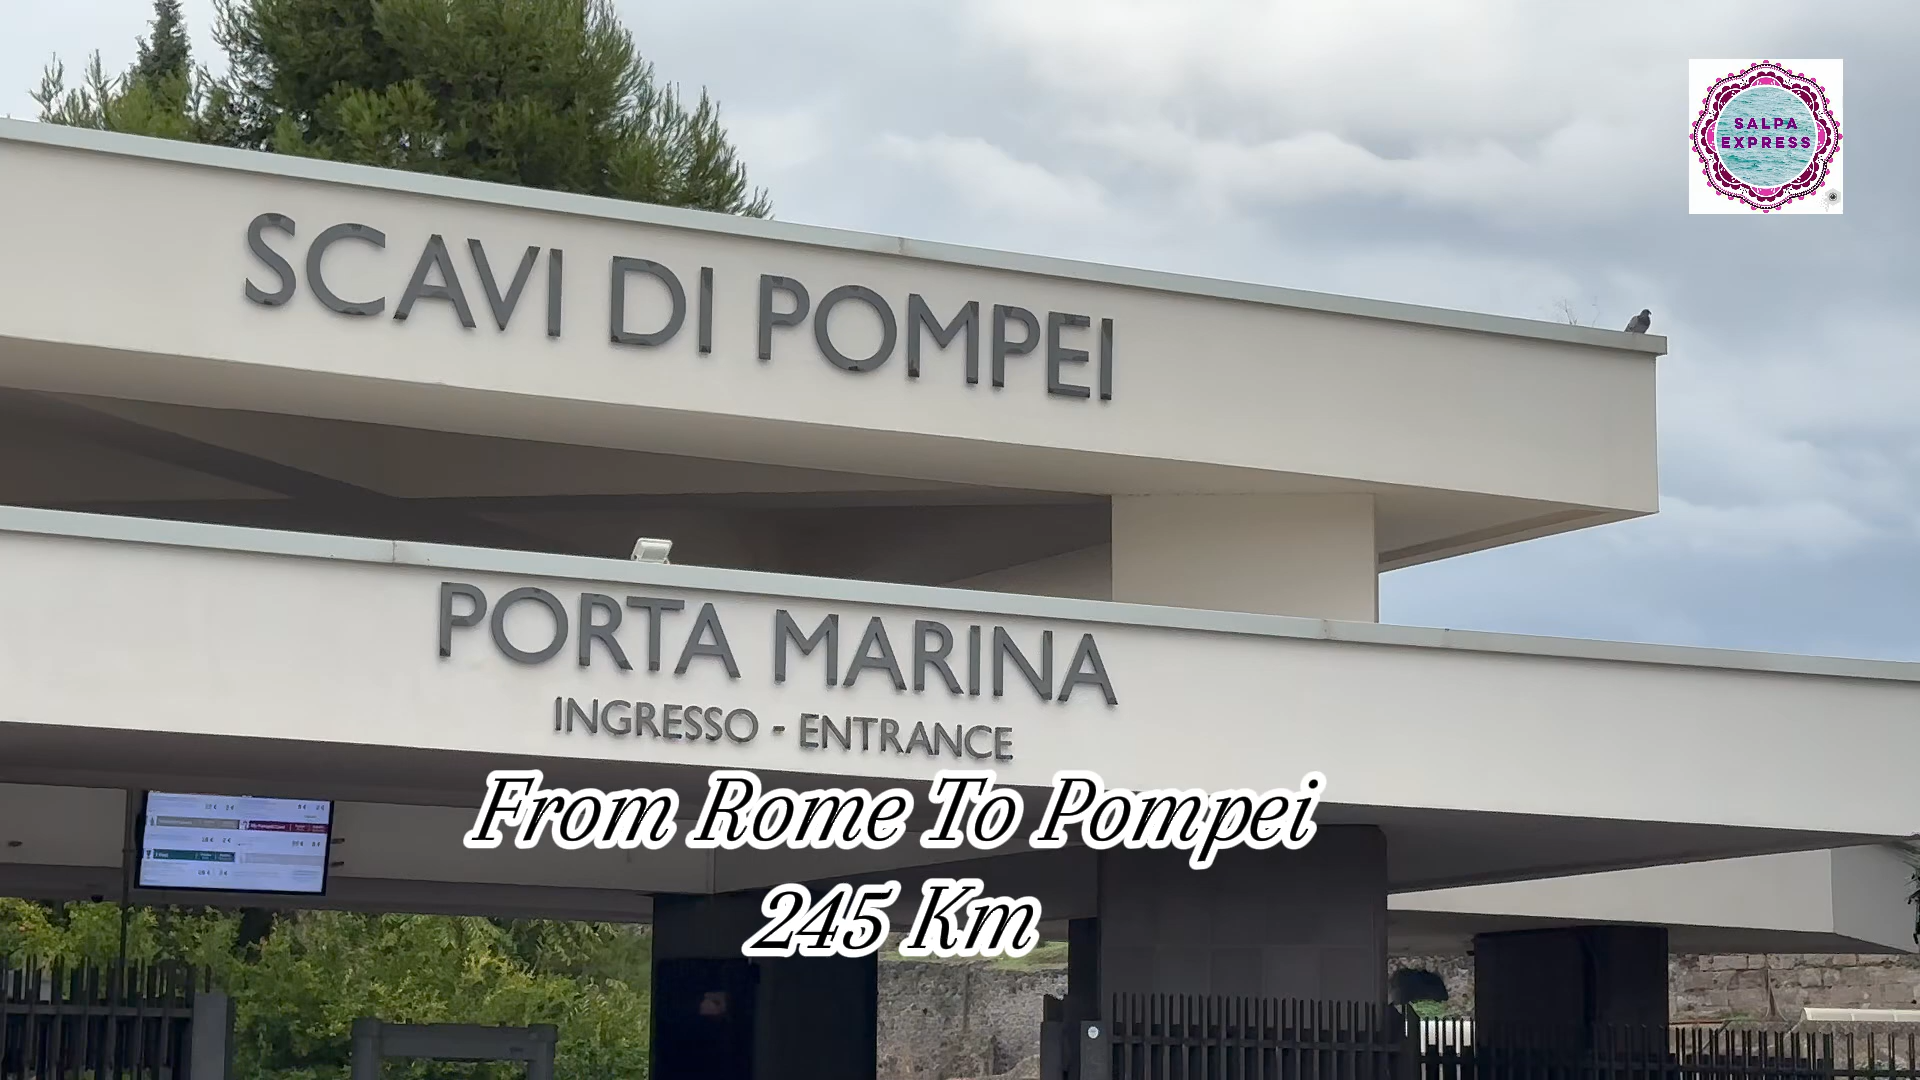 SALPA
EXPRESS
SCAVI DI POMPEI
PORTA MARINA
INGRESSO - ENTRANCE
From Rome To Pompei
245 Km